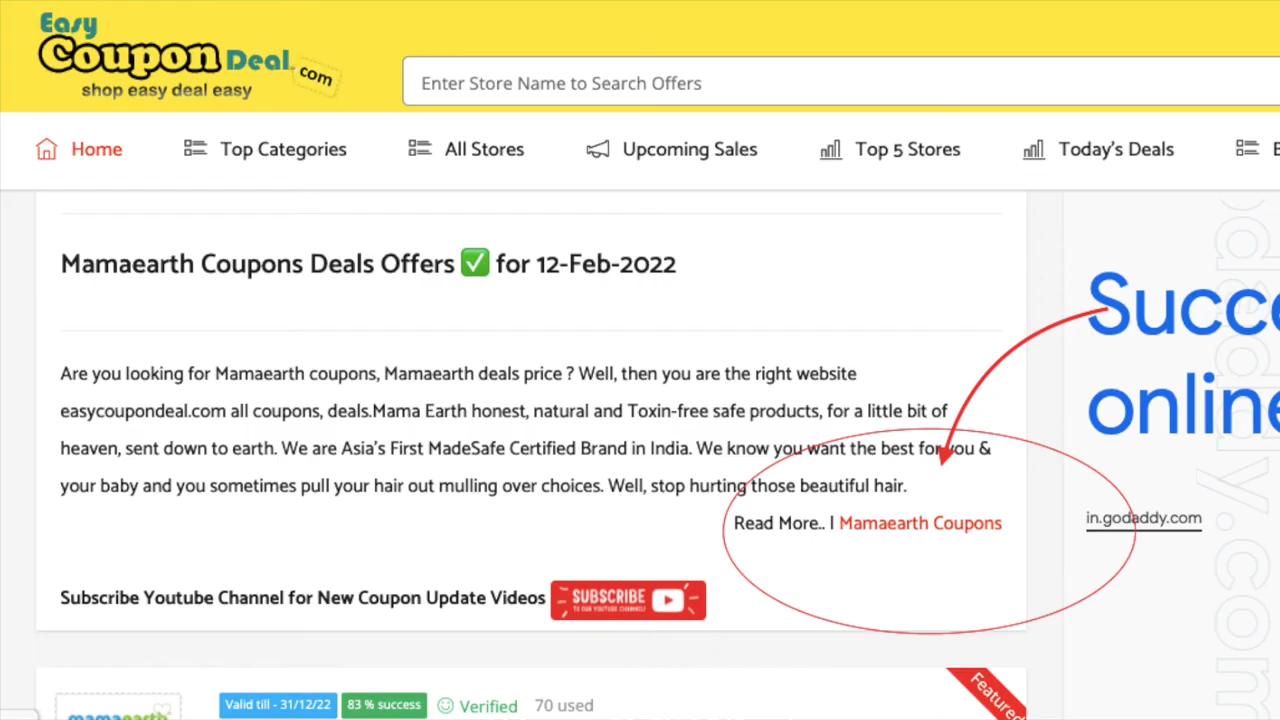 Easy
Coupon Deal.com
shop easy deal easy
Enter Store Name to Search Offers
Home
Top Categories
All Stores
Upcoming Sales
Top 5 Stores
Today's Deals
Mamaearth Coupons Deals Offers ✅ for 12-Feb-2022
Are you looking for Mamaearth coupons, Mamaearth deals price ? Well, then you are the right website
easycoupondeal.com all coupons, deals.Mama Earth honest, natural and Toxin-free safe products, for a little bit of
heaven, sent down to earth. We are Asia's First MadeSafe Certified Brand in India. We know you want the best for you &
your baby and you sometimes pull your hair out mulling over choices. Well, stop hurting those beautiful hair.
Read More.. | Mamaearth Coupons
Succe
online
in.godaddy.com
Subscribe Youtube Channel for New Coupon Update Videos
SUBSCRIBE
TO OUR YOUTUBE CHANNEL
Valid till - 31/12/22
83 % success
Verified
70 used
Featured
mamaearth